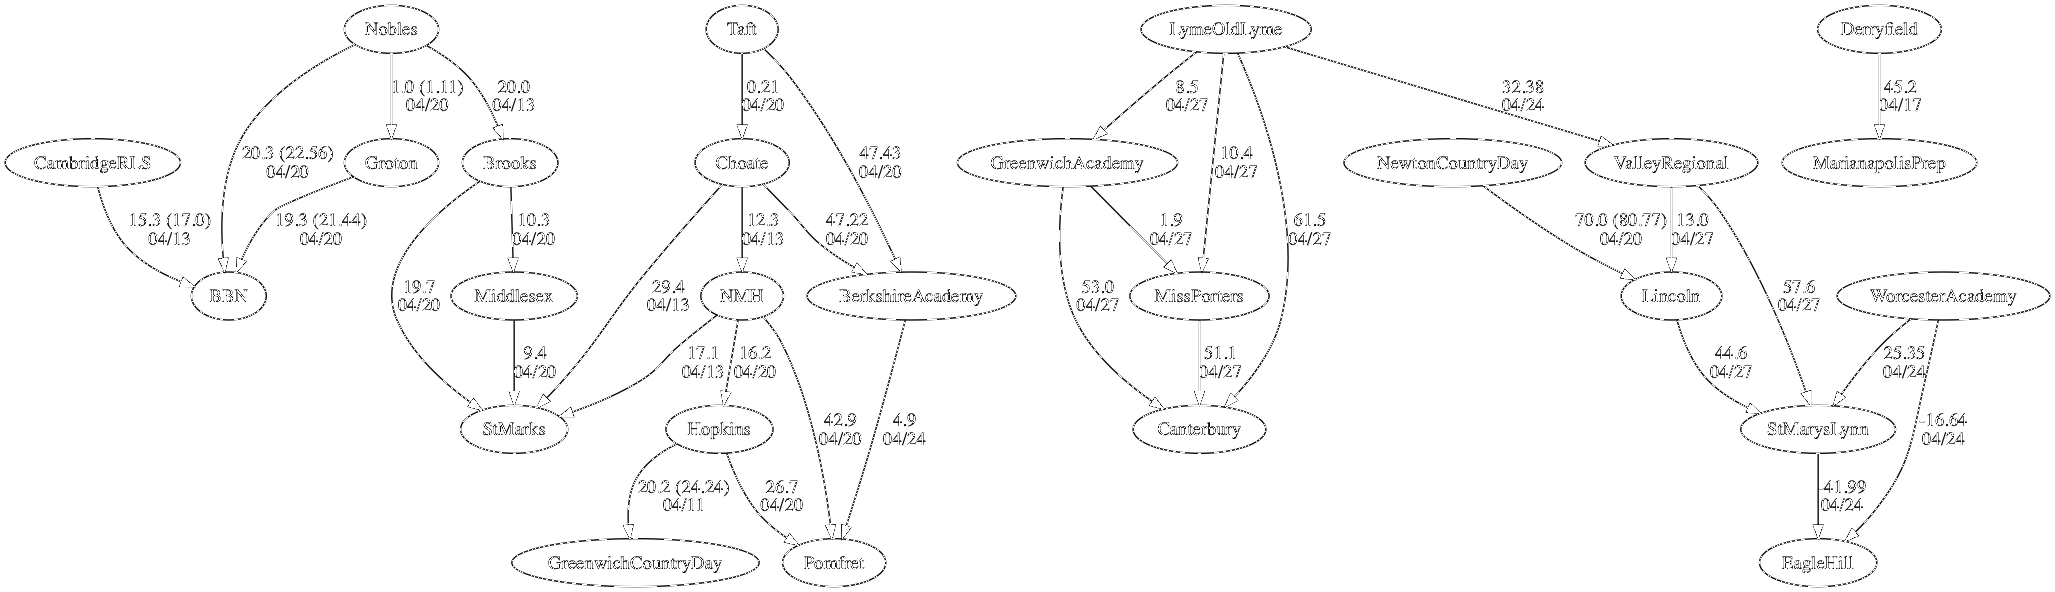 Nobles
Taft
LymeOldLyme
Derryfield
1.0 (1.11)
04/20
20.0
04/13
0.21
04/20
8.5
04/27
32.38
04/24
45.2
04/17
CambridgeRLS
20.3 (22.56)
04/20
Groton
Brooks
Choate
47.43
04/20
GreenwichAcademy
10.4
04/27
NewtonCountryDay
ValleyRegional
MarianapolisPrep
15.3 (17.0)
04/13
19.3 (21.44)
04/20
10.3
04/20
12.3
04/13
47.22
04/20
1.9
04/27
61.5
04/27
70.0 (80.77)
04/20
13.0
04/27
BBN
19.7
04/20
Middlesex
29.4
04/13
NMH
BerkshireAcademy
53.0
04/27
MissPorters
Lincoln
57.6
04/27
WorcesterAcademy
9.4
04/20
17.1
04/13
16.2
04/20
51.1
04/27
44.6
04/27
25.35
04/24
StMarks
Hopkins
42.9
04/20
4.9
04/24
Canterbury
StMarysLynn
-16.64
04/24
20.2 (24.24)
04/11
26.7
04/20
-41.99
04/24
GreenwichCountryDay
Pomfret
EagleHill